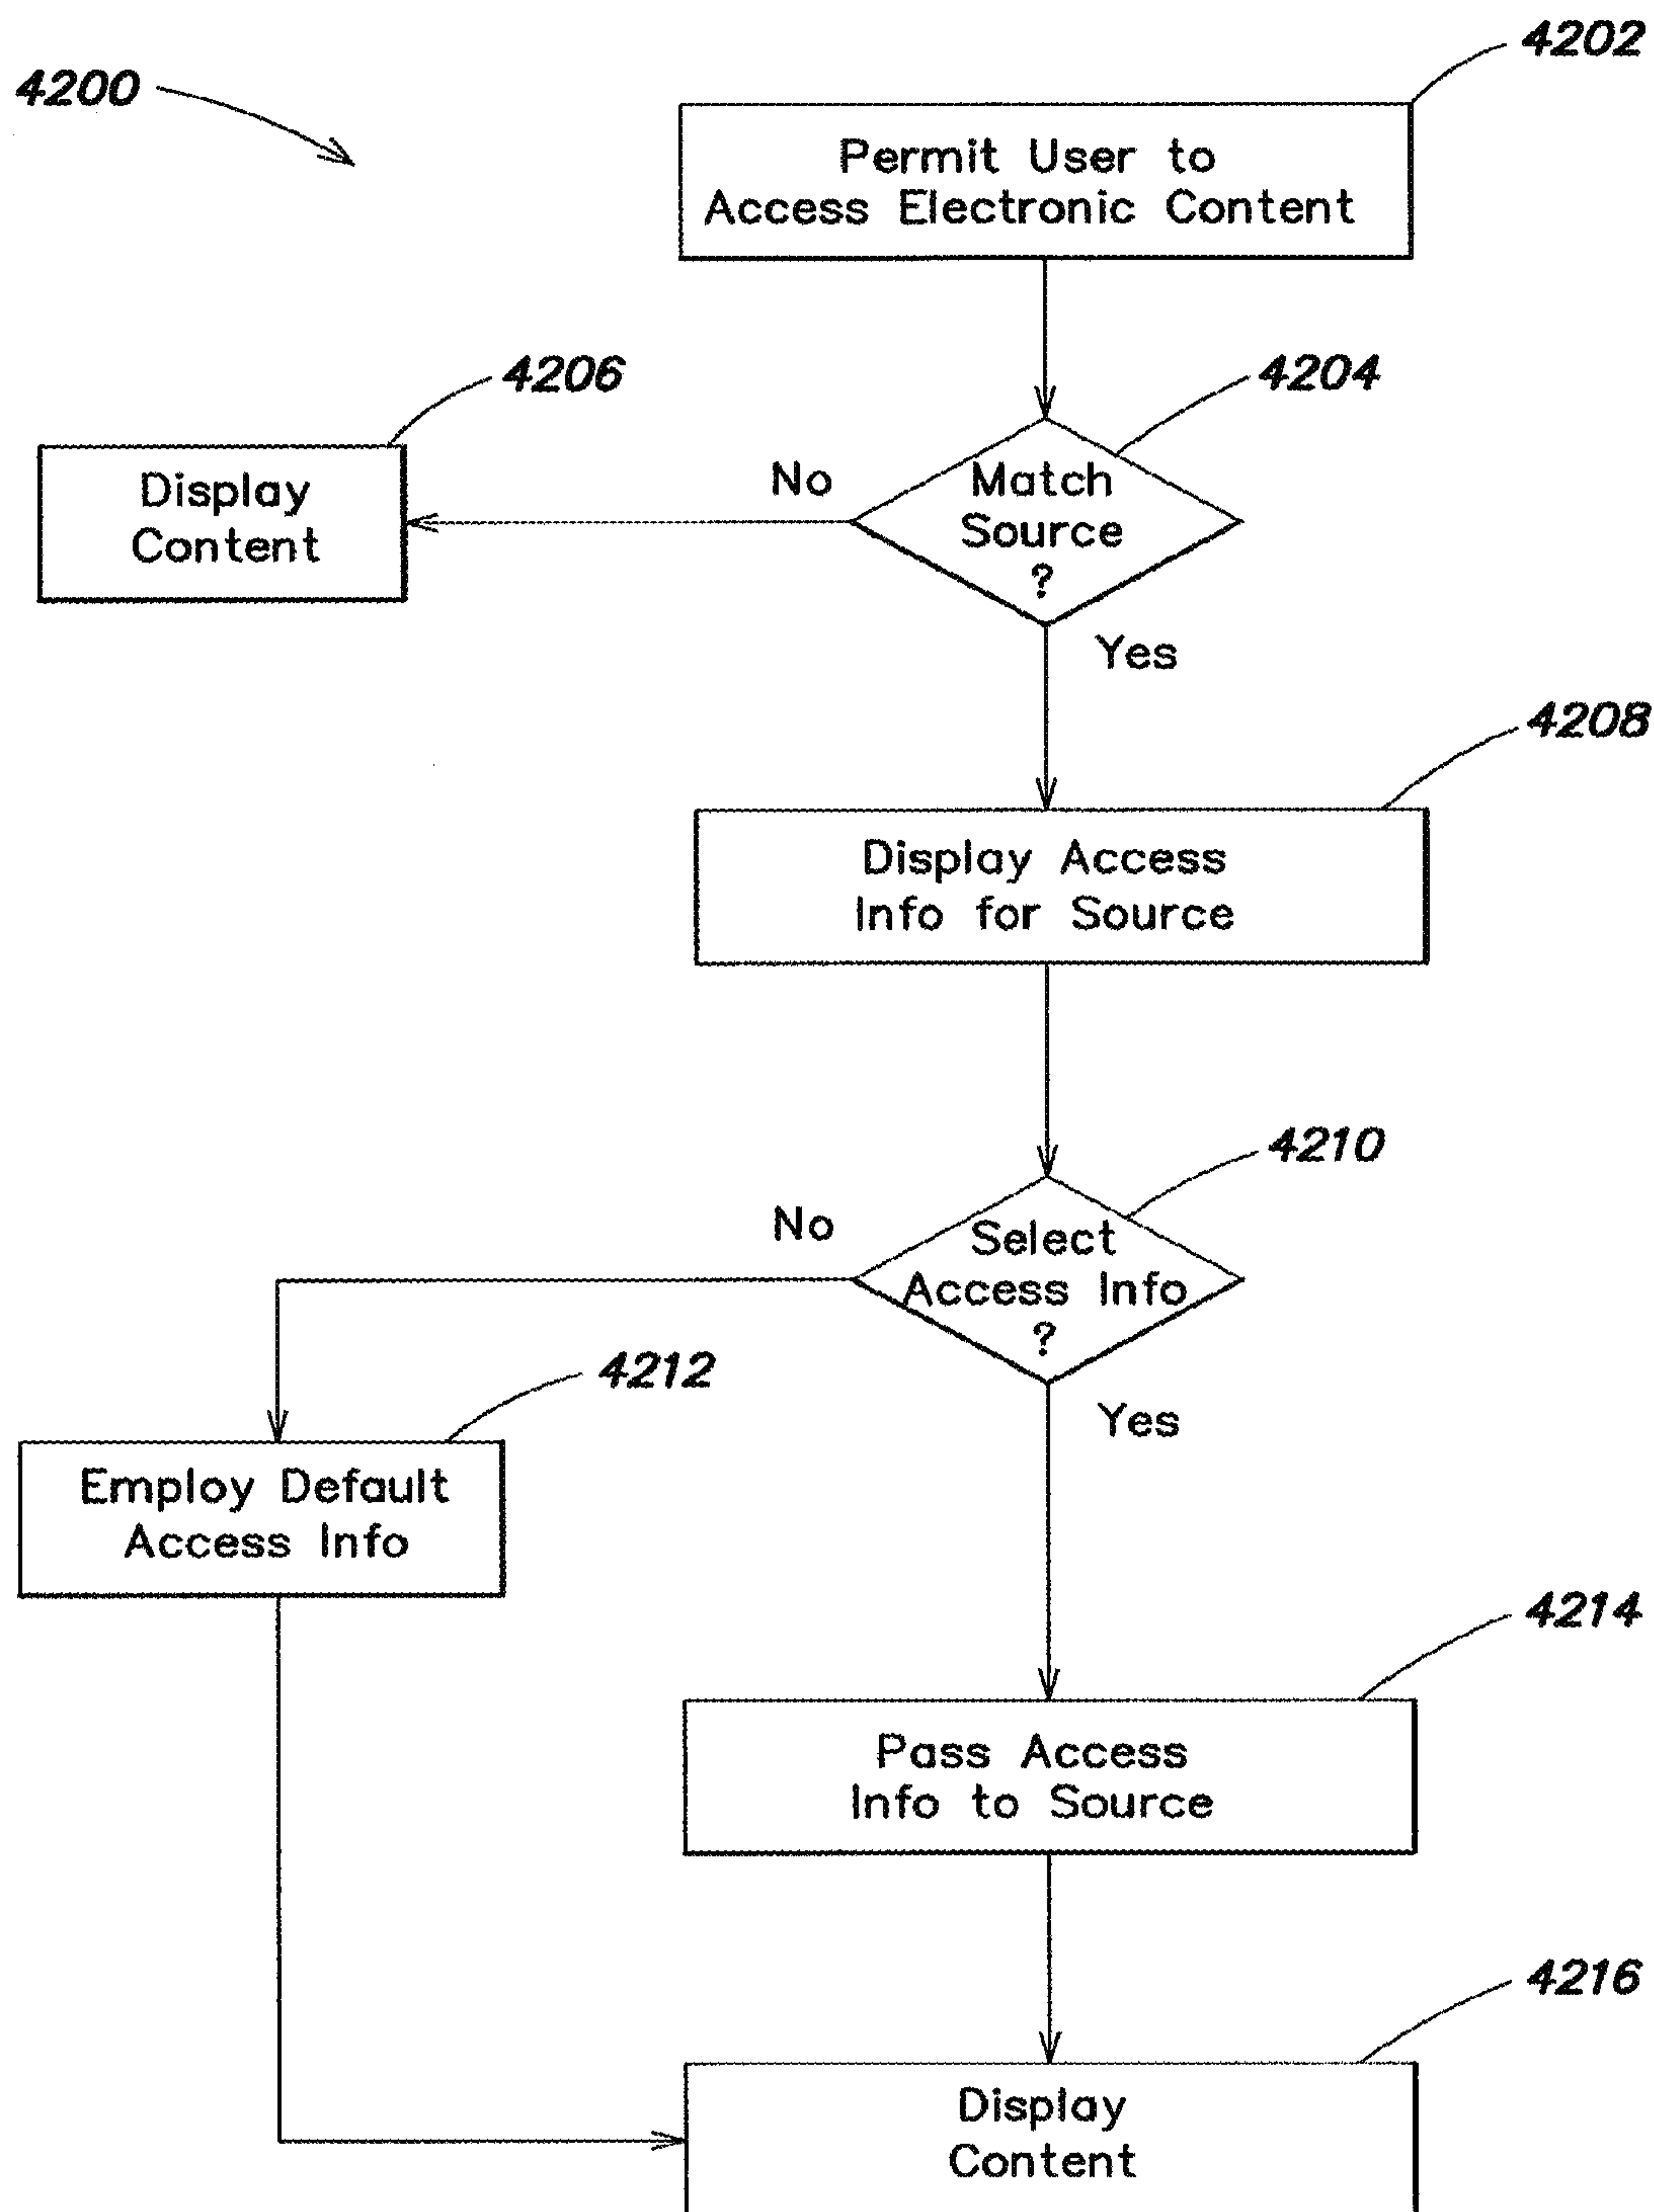 4200
4202
Permit User to
Access Electronic Content
4206
4204
Display
Content
No
Match
Source
?
Yes
4208
Display Access
Info for Source
4210
No
Select
Access Info
?
Yes
4212
Employ Default
Access Info
4214
Pass Access
Info to Source
4216
Display
Content